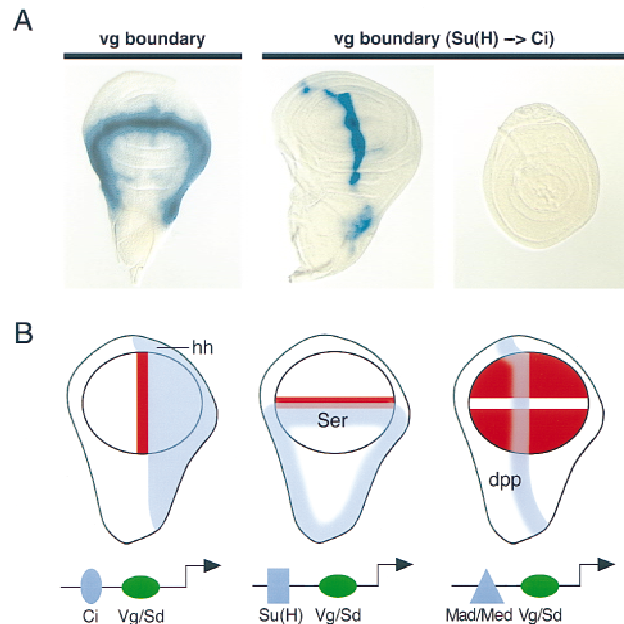 A
vg boundary
vg boundary (Su(H) –> Ci)
B
hh
Ser
dpp
Ci Vg/Sd
Su(H) Vg/Sd
Mad/Med Vg/Sd